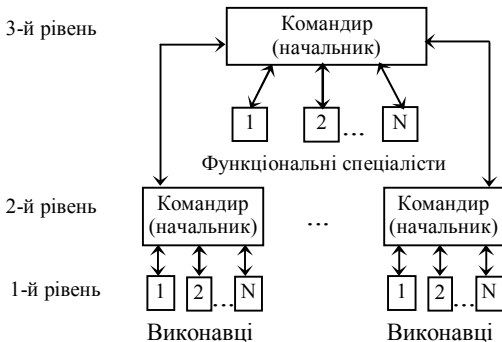 3-й рівень
Командир
(начальник)
1 2 ... N
Функціональні спеціалісти
2-й рівень
Командир
(начальник)
...
Командир
(начальник)
1-й рівень
1 2 ... N
1 2 ... N
Виконавці
Виконавці